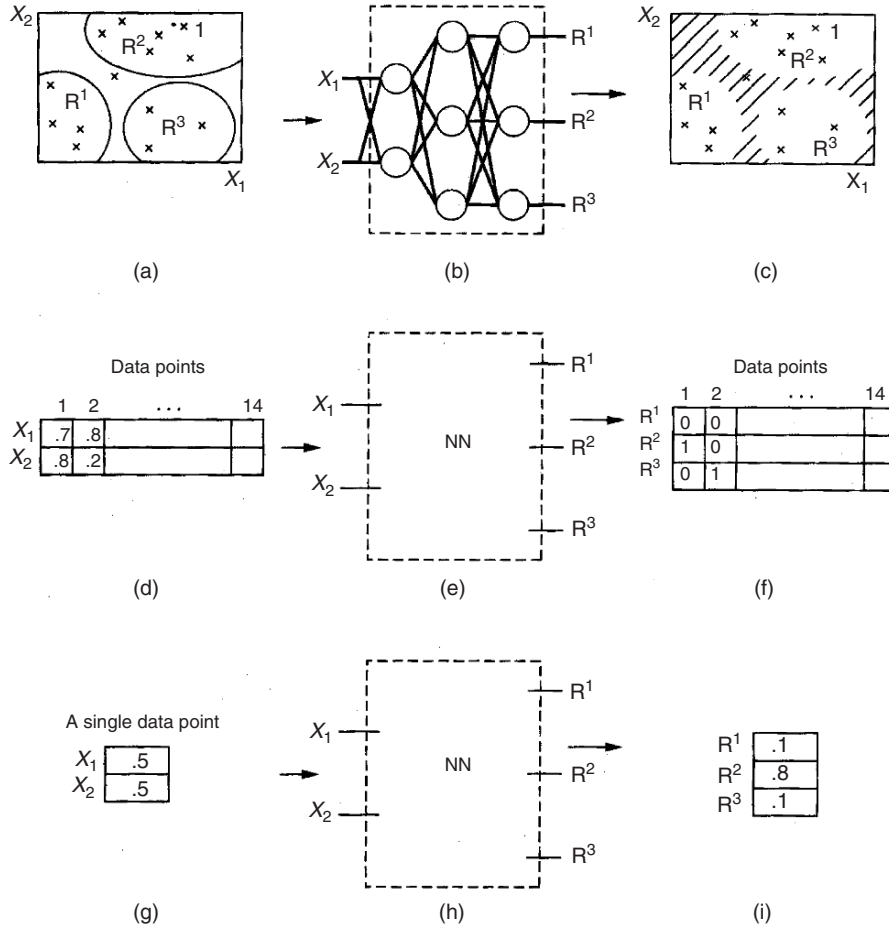 X₂ R² 1
R¹
R³
X₁
(a)
X₁
X₂
R¹
R²
R³
(b)
X₂ 1
R²
R¹
R³
X₁
(c)
Data points
1 2 ... 14
X₁ .7 .8
X₂ .8 .2
(d)
X₁
X₂
NN
R¹
R²
R³
(e)
Data points
1 2 ... 14
R¹ 0 0
R² 1 0
R³ 0 1
(f)
A single data point
X₁ .5
X₂ .5
(g)
X₁
X₂
NN
R¹
R²
R³
(h)
R¹ .1
R² .8
R³ .1
(i)